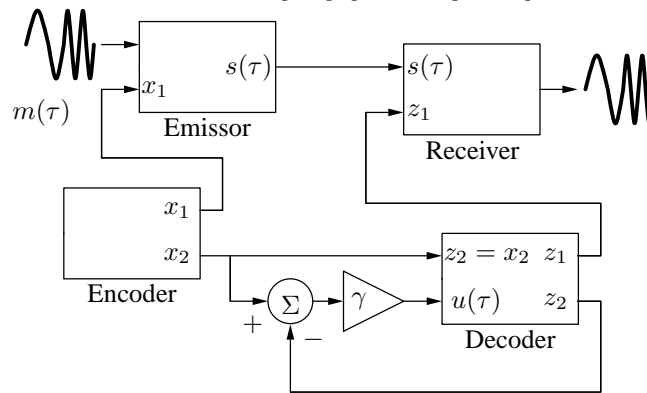 s(τ)
s(τ)
x₁
z₁
m(τ)
Emissor
Receiver
x₁
x₂
z₂ = x₂
z₁
Encoder
Σ
γ
u(τ)
z₂
+
−
Decoder